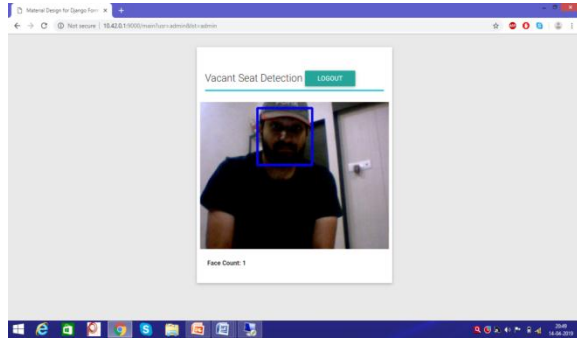 Material Design for Django Form
Not secure | 10.42.0.1:9000/main/?usr=admin&lst=admin
Vacant Seat Detection LOGOUT
Face Count: 1
20:49
14-04-2019